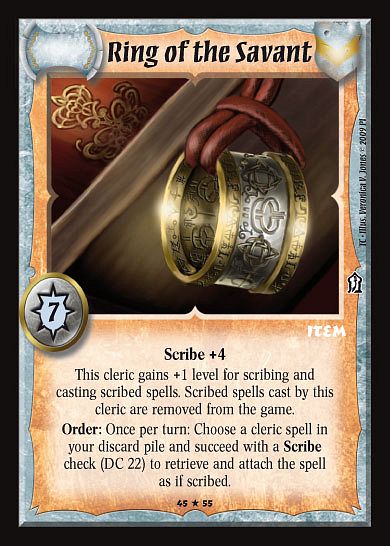 Ring of the Savant
TC • Illus. Veronica V. Jones © 2009 PI
7
ITEM
Scribe +4
This cleric gains +1 level for scribing and
casting scribed spells. Scribed spells cast by this
cleric are removed from the game.
Order: Once per turn: Choose a cleric spell in
your discard pile and succeed with a Scribe
check (DC 22) to retrieve and attach the spell
as if scribed.
45 ★ 55